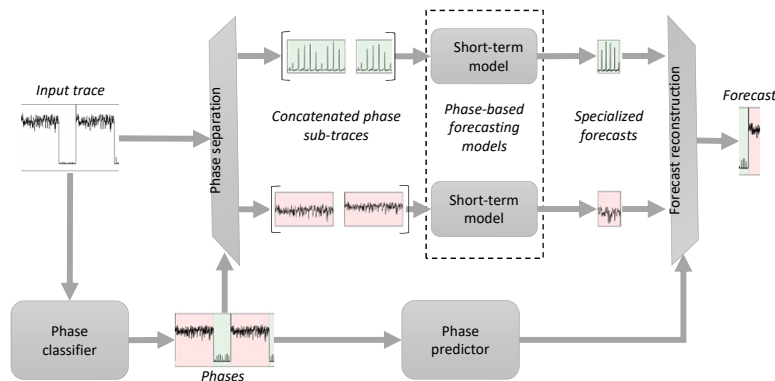 Input trace
Phase separation
Concatenated phase
sub-traces
Short-term
model
Phase-based
forecasting
models
Short-term
model
Specialized
forecasts
Forecast reconstruction
Forecast
Phase
classifier
Phases
Phase
predictor